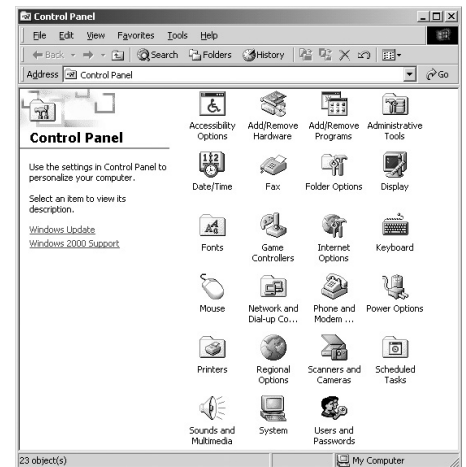 Control Panel
File Edit View Favorites Tools Help
Back Search Folders History
Address Control Panel Go
Control Panel
Use the settings in Control Panel to
personalize your computer.
Select an item to view its
description.
Windows Update
Windows 2000 Support
Accessibility Options
Add/Remove Hardware
Add/Remove Programs
Administrative Tools
Date/Time
Fax
Folder Options
Display
Fonts
Game Controllers
Internet Options
Keyboard
Mouse
Network and Dial-up Co...
Phone and Modem ...
Power Options
Printers
Regional Options
Scanners and Cameras
Scheduled Tasks
Sounds and Multimedia
System
Users and Passwords
23 object(s) My Computer